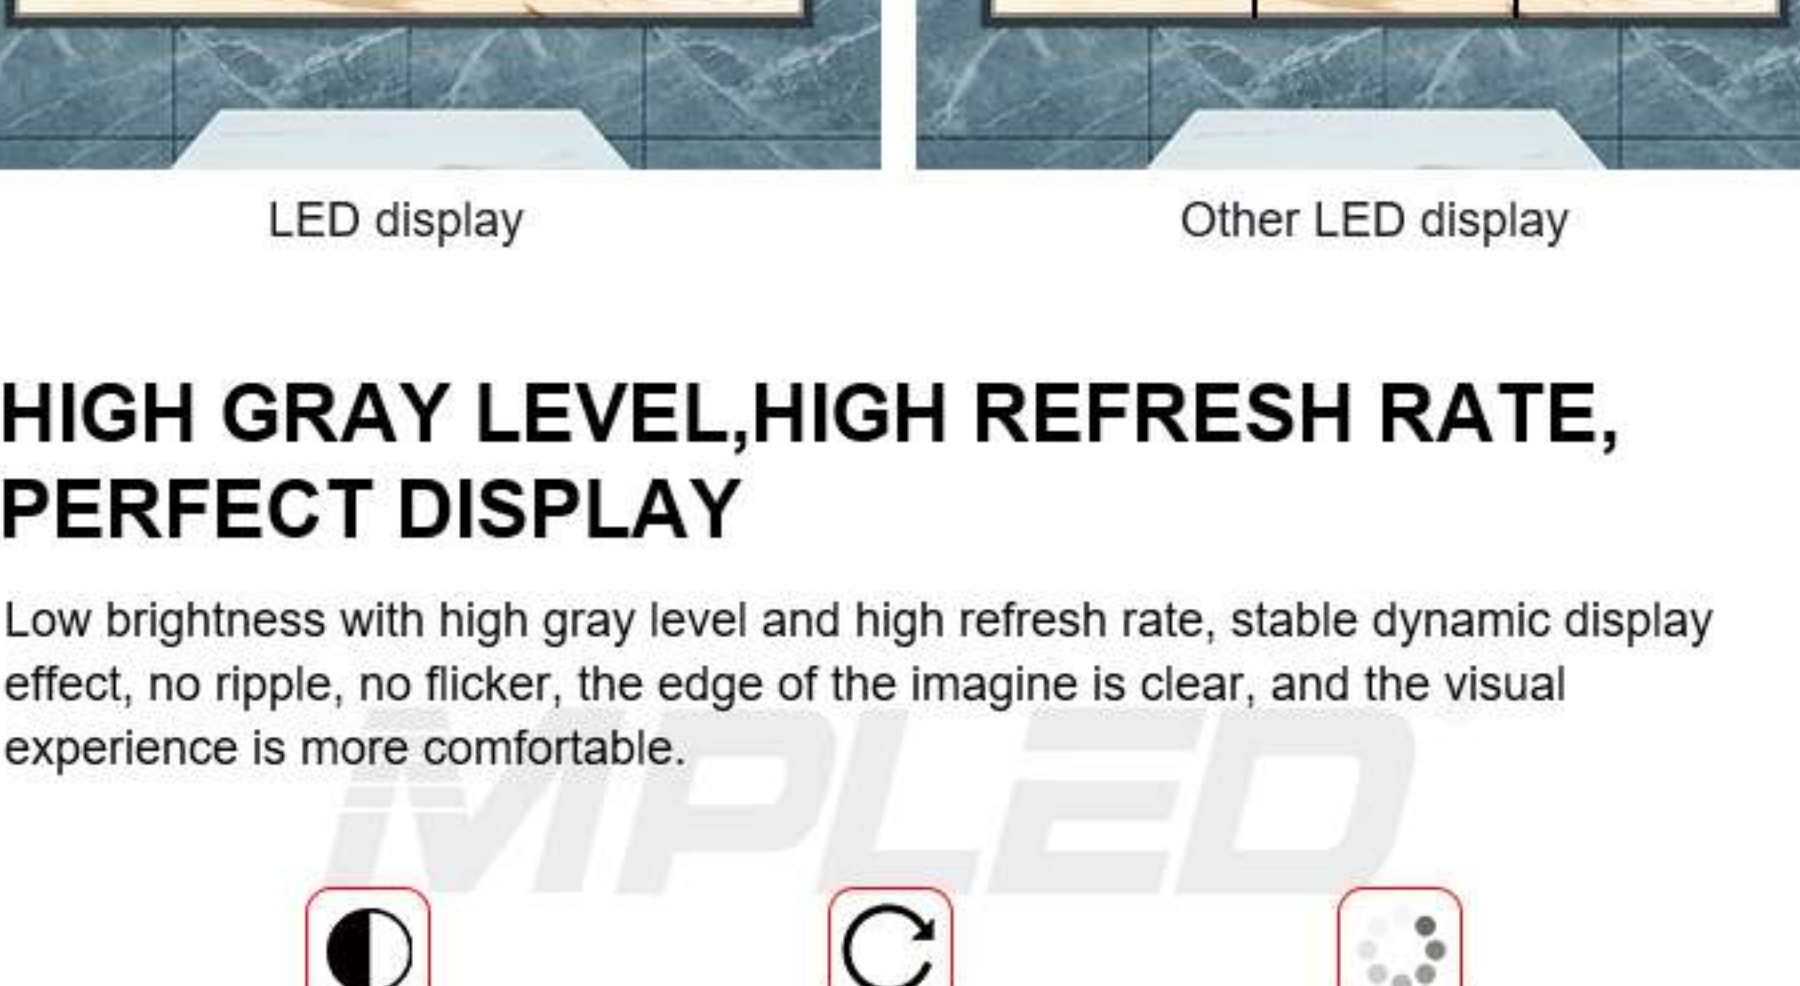 LED display
Other LED display
HIGH GRAY LEVEL,HIGH REFRESH RATE,
PERFECT DISPLAY
Low brightness with high gray level and high refresh rate, stable dynamic display
effect, no ripple, no flicker, the edge of the imagine is clear, and the visual
experience is more comfortable.
MPLED